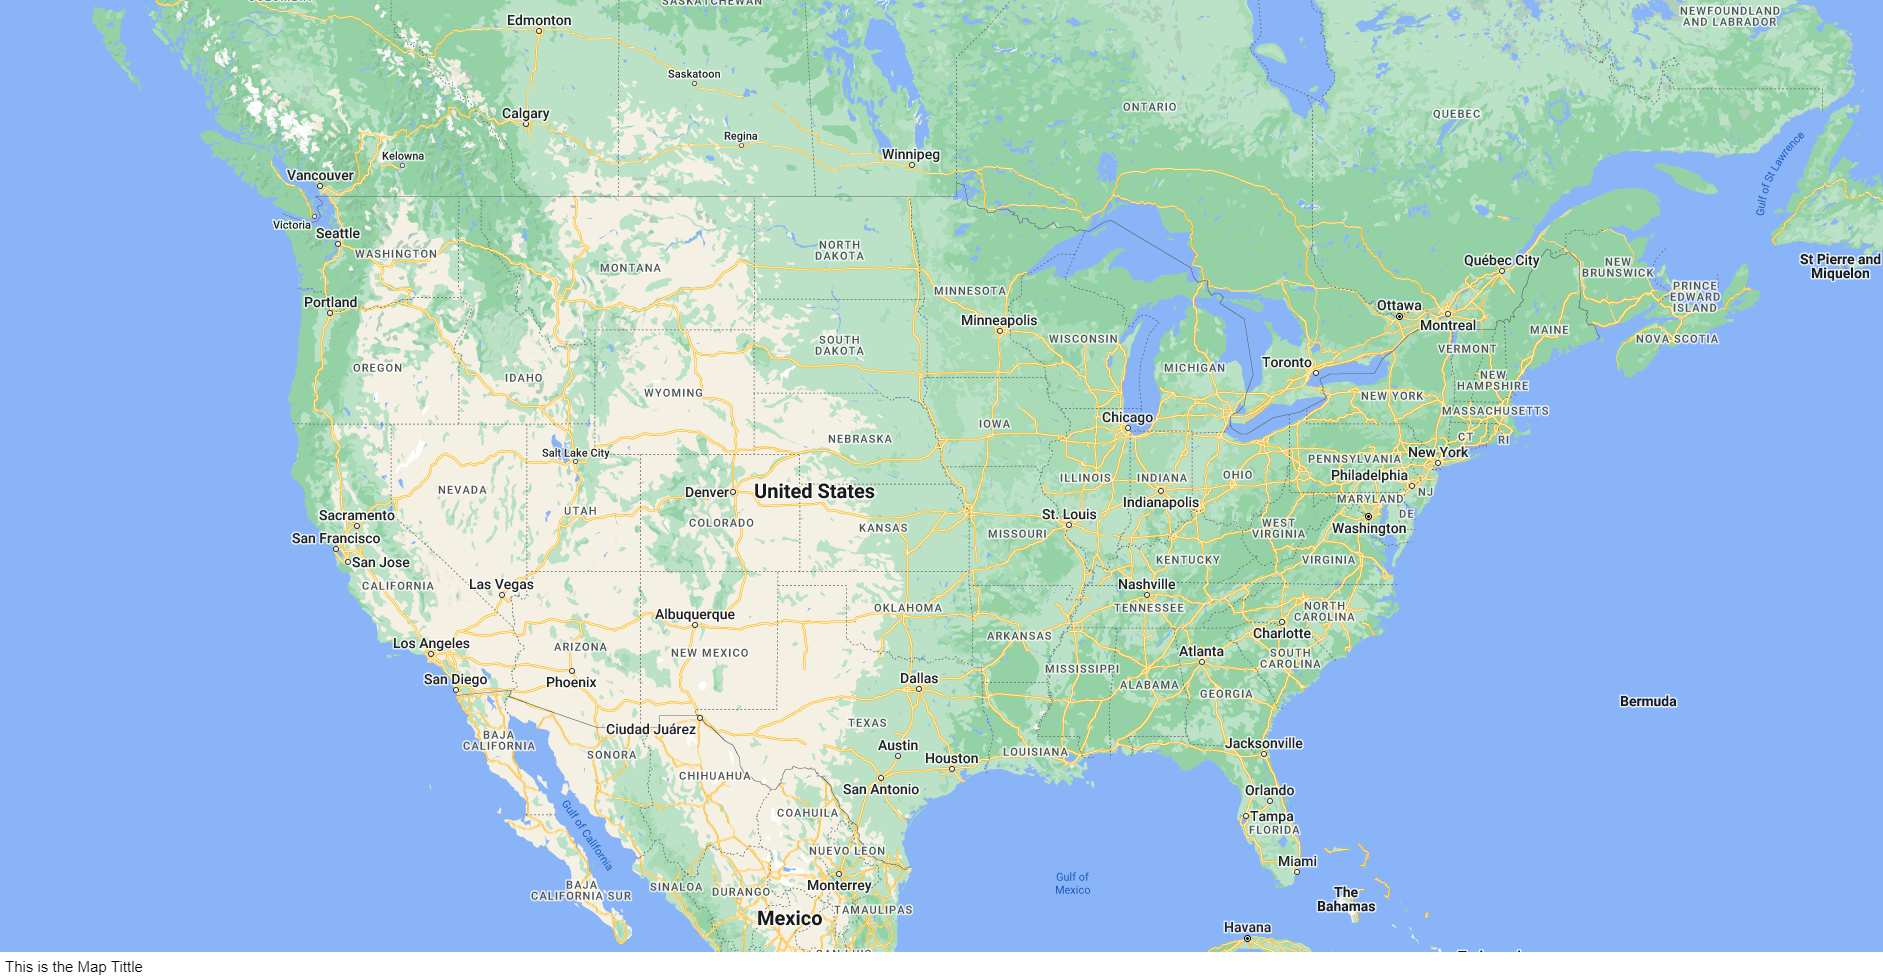 SASKATCHEWAN
NEWFOUNDLAND
AND LABRADOR
Edmonton
Saskatoon
Calgary
ONTARIO
QUEBEC
Regina
Kelowna
Winnipeg
Vancouver
Gulf of St Lawrence
Victoria
Seattle
WASHINGTON
NORTH
DAKOTA
MONTANA
Québec City
St Pierre and
Miquelon
NEW
BRUNSWICK
MINNESOTA
PRINCE
EDWARD
ISLAND
Portland
Ottawa
Minneapolis
Montreal
MAINE
WISCONSIN
NOVA SCOTIA
SOUTH
DAKOTA
VERMONT
Toronto
OREGON
MICHIGAN
IDAHO
NEW
HAMPSHIRE
WYOMING
NEW YORK
MASSACHUSETTS
Chicago
IOWA
NEBRASKA
CT
RI
Salt Lake City
New York
PENNSYLVANIA
Philadelphia
OHIO
ILLINOIS
INDIANA
NEVADA
Denver
United States
NJ
MARYLAND
Indianapolis
UTAH
Sacramento
St. Louis
DE
COLORADO
KANSAS
Washington
WEST
VIRGINIA
MISSOURI
San Francisco
San Jose
KENTUCKY
VIRGINIA
CALIFORNIA
Las Vegas
Nashville
TENNESSEE
OKLAHOMA
Albuquerque
NORTH
CAROLINA
Charlotte
ARKANSAS
Los Angeles
ARIZONA
NEW MEXICO
Atlanta
SOUTH
CAROLINA
MISSISSIPPI
San Diego
Phoenix
Dallas
ALABAMA
GEORGIA
Bermuda
TEXAS
Ciudad Juárez
BAJA
CALIFORNIA
Austin
Jacksonville
SONORA
Houston
LOUISIANA
CHIHUAHUA
San Antonio
Orlando
COAHUILA
Tampa
FLORIDA
Gulf of California
NUEVO LEON
Miami
Gulf of
Mexico
Monterrey
BAJA
CALIFORNIA SUR
SINALOA
DURANGO
The
Bahamas
TAMAULIPAS
Mexico
Havana
This is the Map Tittle